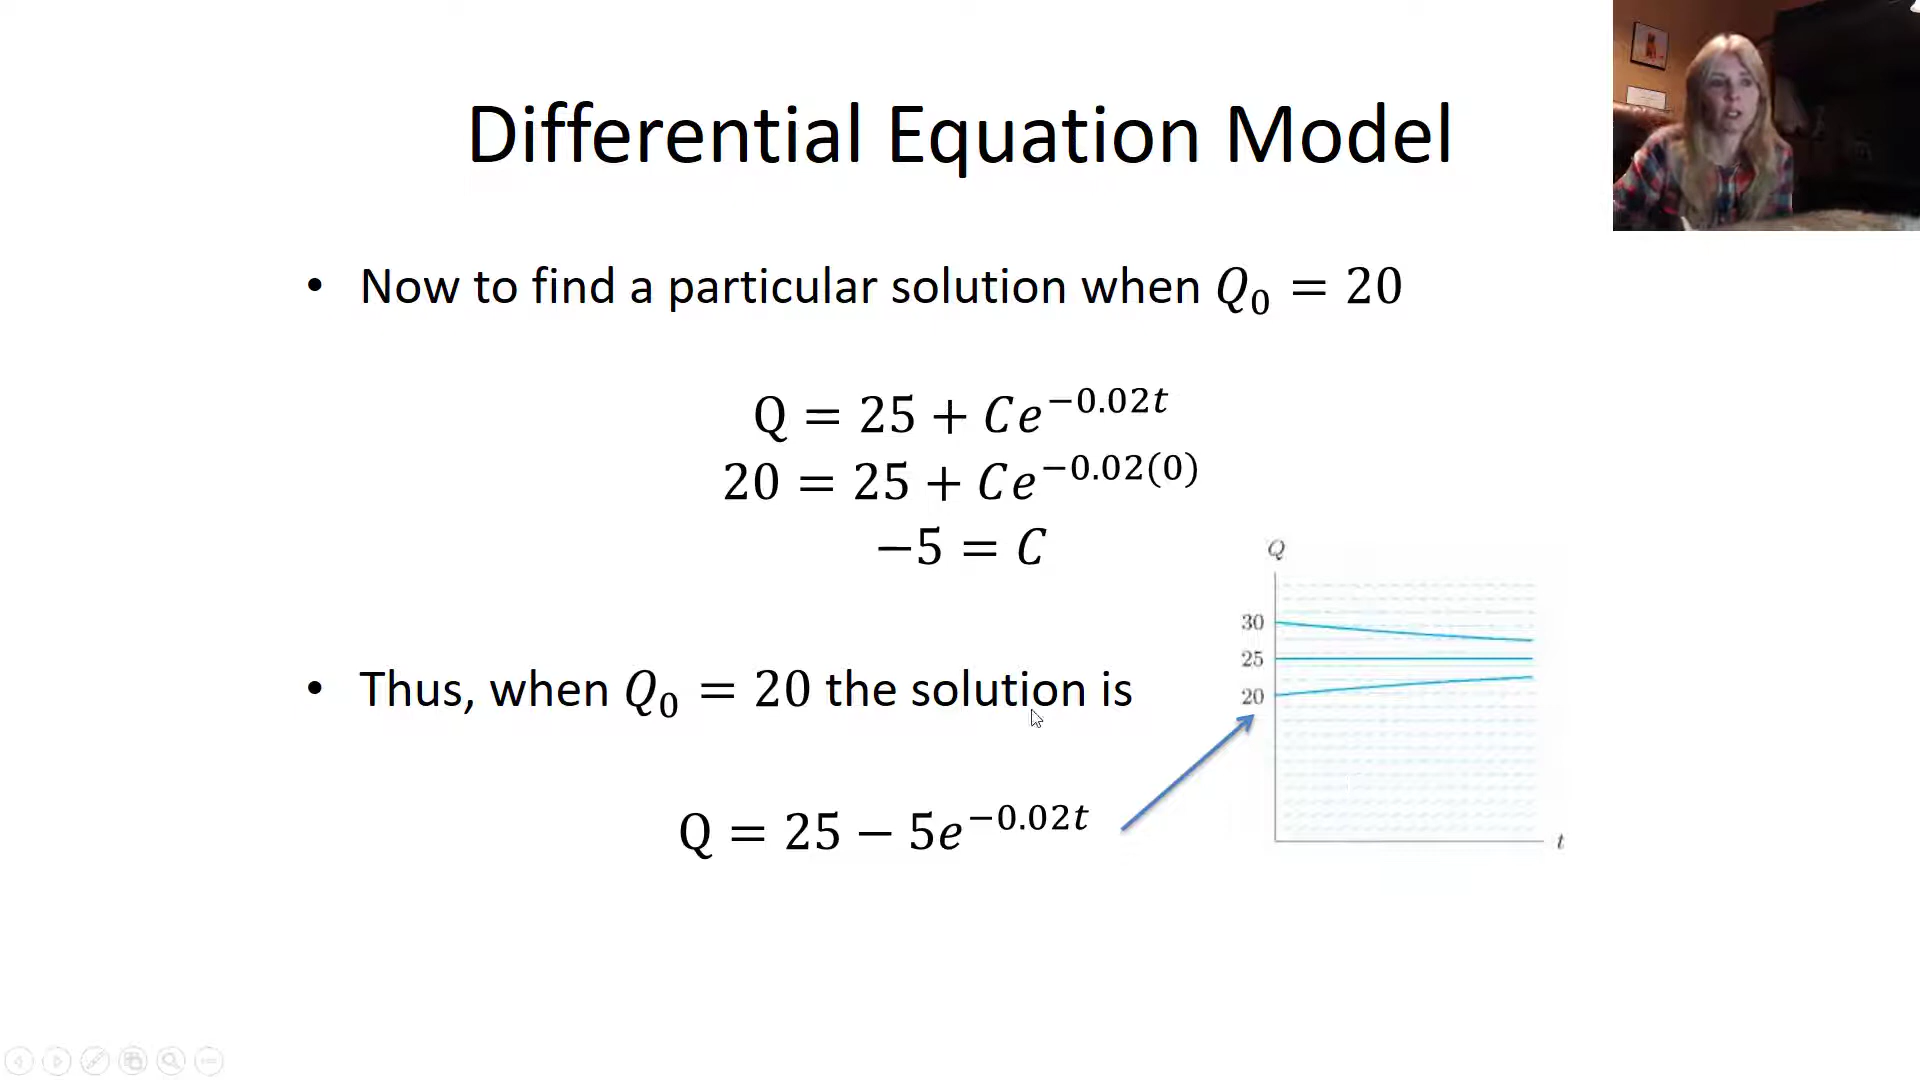 Differential Equation Model
• Now to find a particular solution when Q₀ = 20
Q = 25 + Ce^{−0.02t}
20 = 25 + Ce^{−0.02(0)}
−5 = C
• Thus, when Q₀ = 20 the solution is
Q = 25 − 5e^{−0.02t}
Q
30
25
20
t